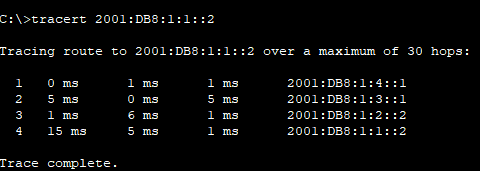 C:\>tracert 2001:DB8:1:1::2
Tracing route to 2001:DB8:1:1::2 over a maximum of 30 hops:
1 0 ms 1 ms 1 ms 2001:DB8:1:4::1
2 5 ms 0 ms 5 ms 2001:DB8:1:3::1
3 1 ms 6 ms 1 ms 2001:DB8:1:2::2
4 15 ms 5 ms 1 ms 2001:DB8:1:1::2
Trace complete.